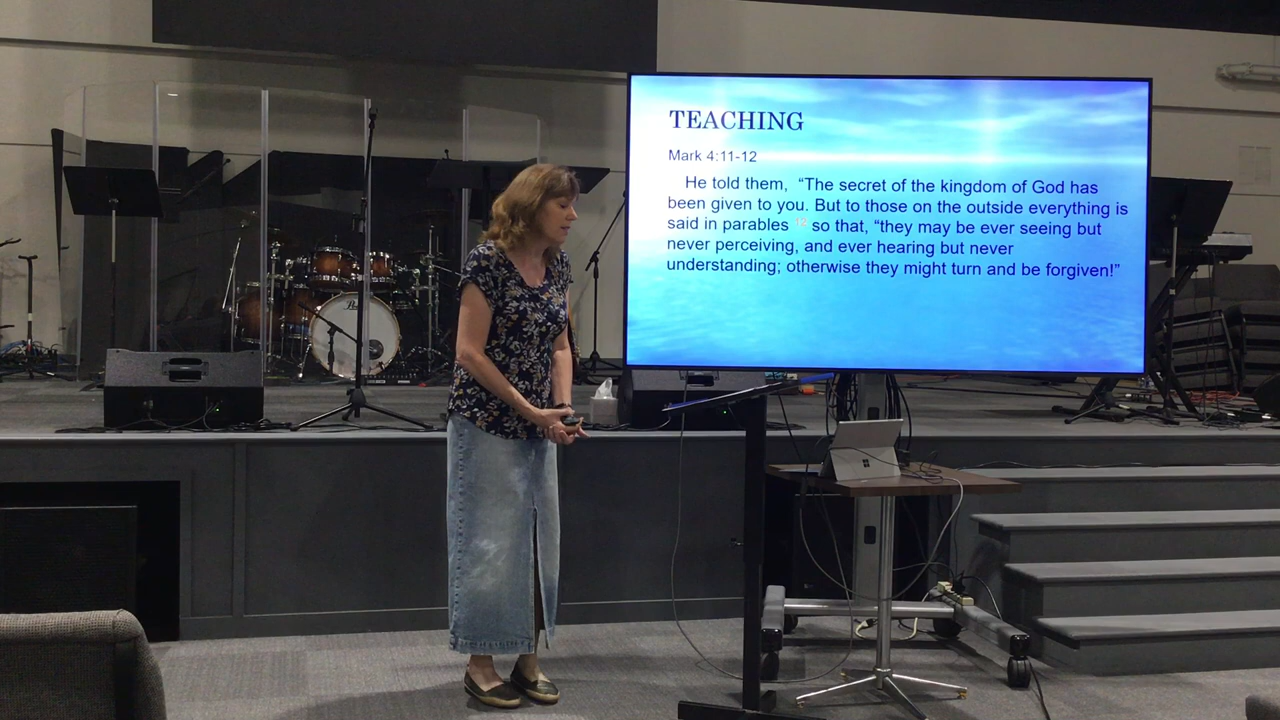 TEACHING
Mark 4:11-12
He told them, “The secret of the kingdom of God has
been given to you. But to those on the outside everything is
said in parables 12 so that, “they may be ever seeing but
never perceiving, and ever hearing but never
understanding; otherwise they might turn and be forgiven!”